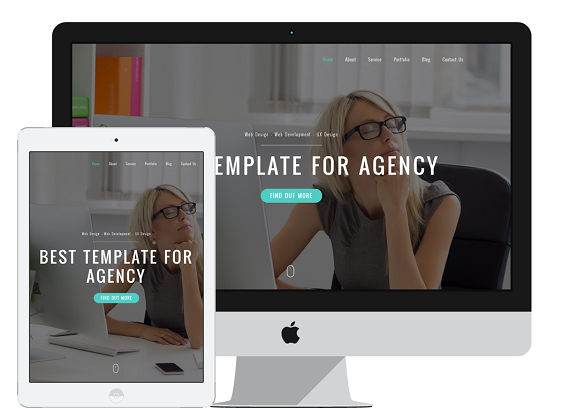 Home About Service Portfolio Blog Contact Us
Web Design . Web Development . UX Design
EMPLATE FOR AGENCY
FIND OUT MORE
Home About Service Portfolio Blog Contact Us
Web Design . Web Development . UX Design
BEST TEMPLATE FOR
AGENCY
FIND OUT MORE